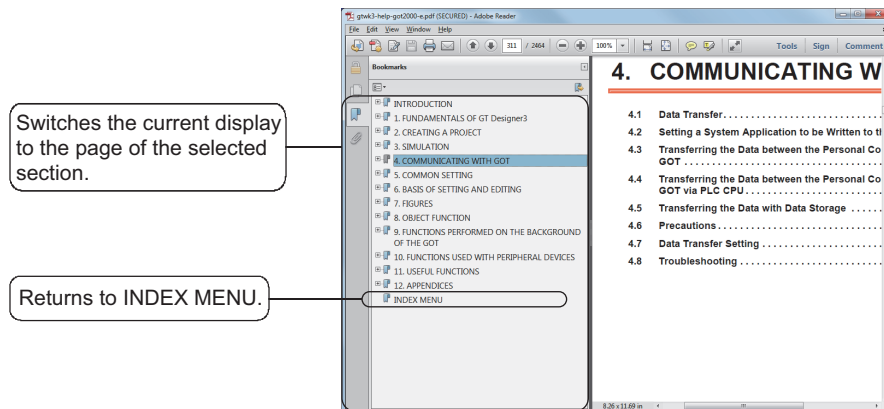 gtwk3-help-got2000-e.pdf (SECURED) - Adobe Reader
File Edit View Window Help
311 / 2464 100% Tools Sign Comment
Bookmarks
INTRODUCTION
1. FUNDAMENTALS OF GT Designer3
2. CREATING A PROJECT
3. SIMULATION
4. COMMUNICATING WITH GOT
5. COMMON SETTING
6. BASIS OF SETTING AND EDITING
7. FIGURES
8. OBJECT FUNCTION
9. FUNCTIONS PERFORMED ON THE BACKGROUND
OF THE GOT
10. FUNCTIONS USED WITH PERIPHERAL DEVICES
11. USEFUL FUNCTIONS
12. APPENDICES
INDEX MENU
Switches the current display
to the page of the selected
section.
Returns to INDEX MENU.
4. COMMUNICATING W
4.1 Data Transfer . . . . . . . . . . . . . . . . . . . . . . . . . .
4.2 Setting a System Application to be Written to th
4.3 Transferring the Data between the Personal Co
GOT . . . . . . . . . . . . . . . . . . . . . . . . . . . . . . . . . .
4.4 Transferring the Data between the Personal Co
GOT via PLC CPU . . . . . . . . . . . . . . . . . . . . . .
4.5 Transferring the Data with Data Storage . . . . . .
4.6 Precautions . . . . . . . . . . . . . . . . . . . . . . . . . . .
4.7 Data Transfer Setting . . . . . . . . . . . . . . . . . . .
4.8 Troubleshooting . . . . . . . . . . . . . . . . . . . . . . .
8.26 x 11.69 in